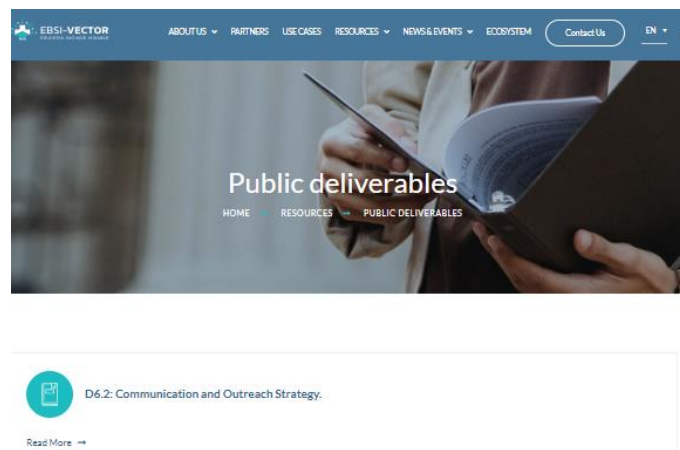 EBSI-VECTOR
ABOUT US
PARTNERS
USE CASES
RESOURCES
NEWS & EVENTS
ECOSYSTEM
Contact Us
EN
Public deliverables
HOME → RESOURCES → PUBLIC DELIVERABLES
D6.2: Communication and Outreach Strategy.
Read More →